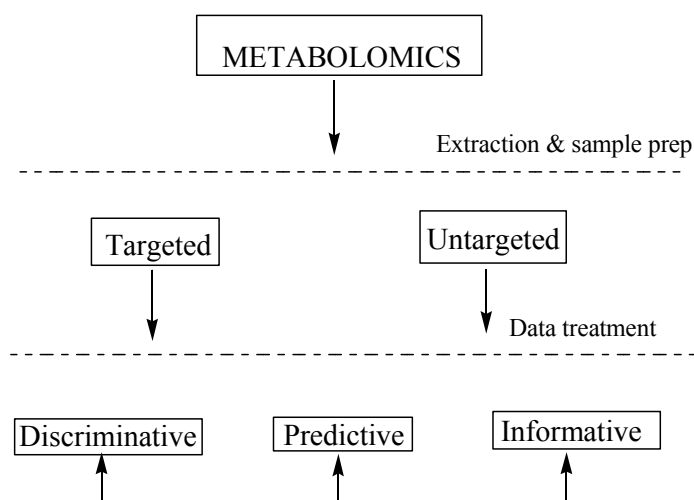 METABOLOMICS
Extraction & sample prep
Targeted
Untargeted
Data treatment
Discriminative
Predictive
Informative